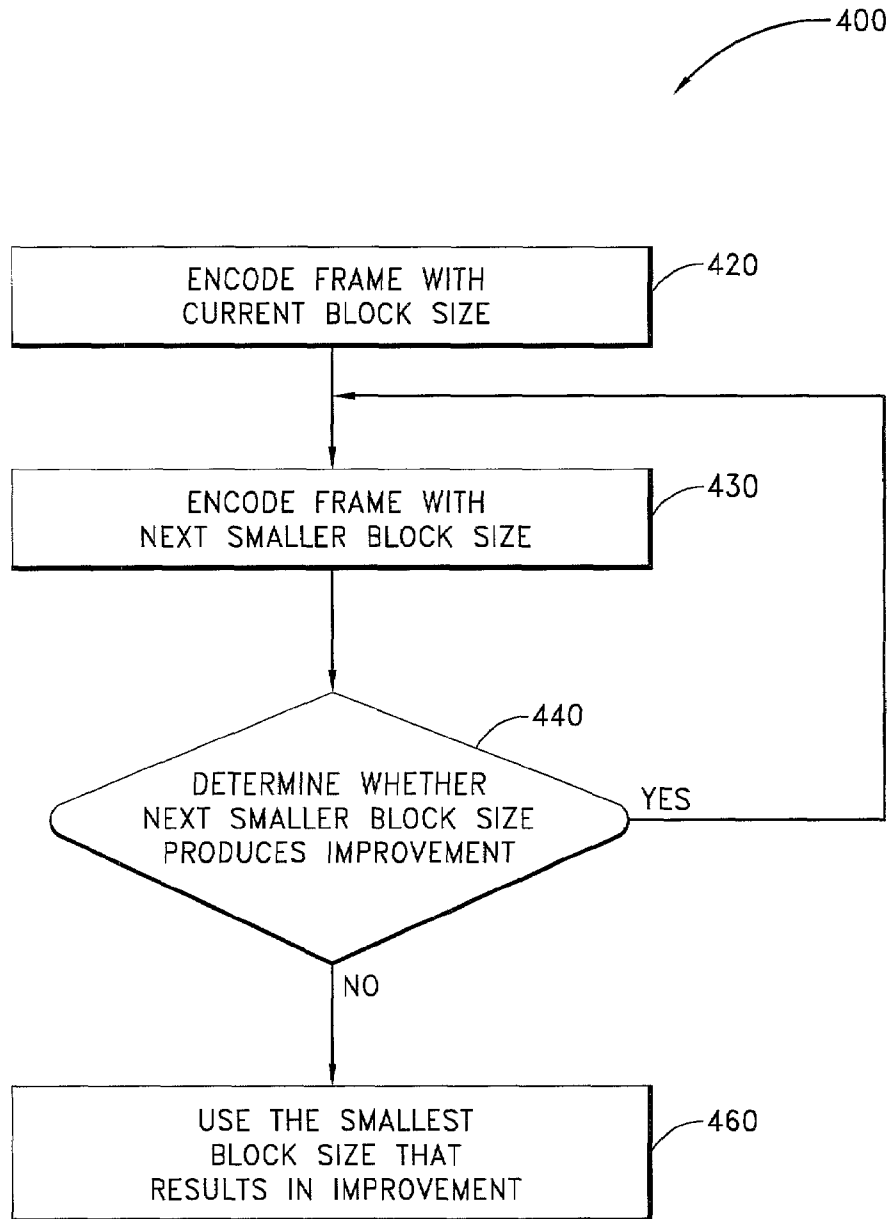 400
ENCODE FRAME WITH
CURRENT BLOCK SIZE
420
ENCODE FRAME WITH
NEXT SMALLER BLOCK SIZE
430
440
DETERMINE WHETHER
NEXT SMALLER BLOCK SIZE
PRODUCES IMPROVEMENT
YES
NO
USE THE SMALLEST
BLOCK SIZE THAT
RESULTS IN IMPROVEMENT
460